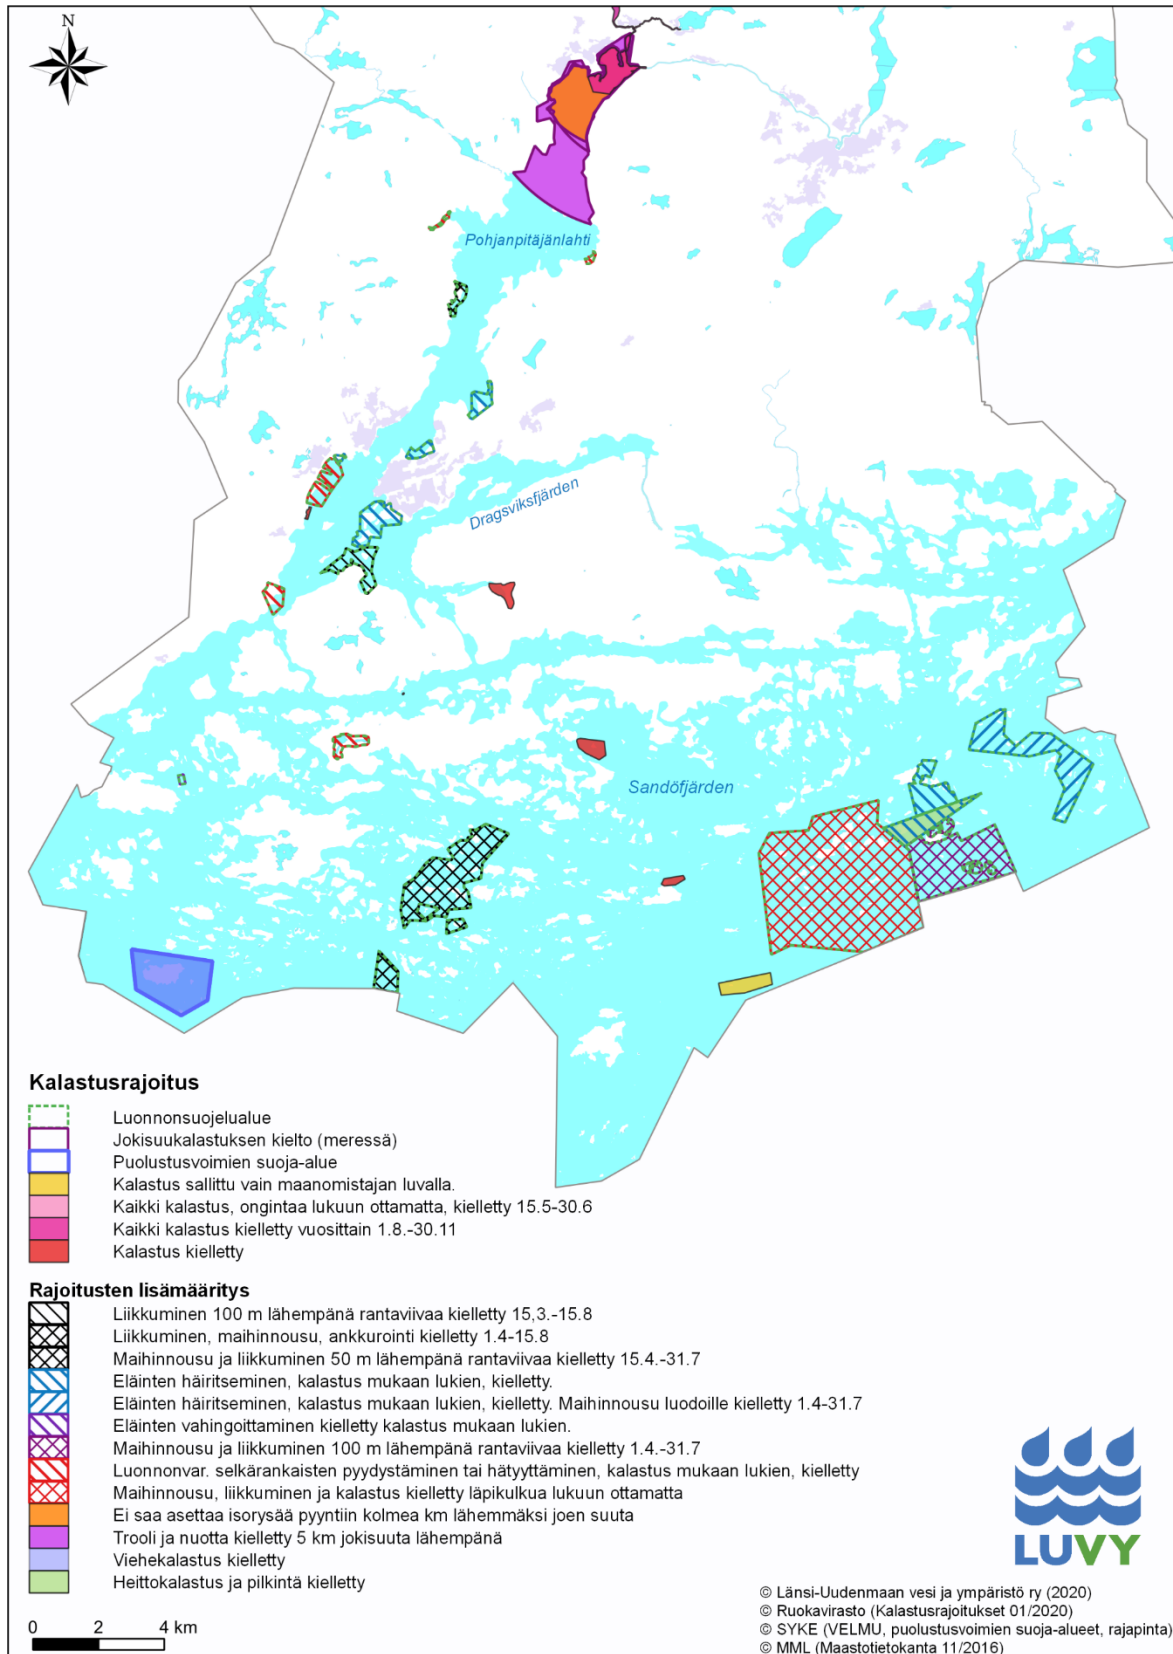 N
Pohjanpitäjänlahti
Dragsviksfjärden
Sandöfjärden
Kalastusrajoitus
Luonnonsuojelualue
Jokisuukalastuksen kielto (meressä)
Puolustusvoimien suoja-alue
Kalastus sallittu vain maanomistajan luvalla.
Kaikki kalastus, ongintaa lukuun ottamatta, kielletty 15.5-30.6
Kaikki kalastus kielletty vuosittain 1.8.-30.11
Kalastus kielletty
Rajoitusten lisämääritys
Liikkuminen 100 m lähempänä rantaviivaa kielletty 15,3.-15.8
Liikkuminen, maihinnousu, ankkurointi kielletty 1.4-15.8
Maihinnousu ja liikkuminen 50 m lähempänä rantaviivaa kielletty 15.4.-31.7
Eläinten häiritseminen, kalastus mukaan lukien, kielletty.
Eläinten häiritseminen, kalastus mukaan lukien, kielletty. Maihinnousu luodoille kielletty 1.4-31.7
Eläinten vahingoittaminen kielletty kalastus mukaan lukien.
Maihinnousu ja liikkuminen 100 m lähempänä rantaviivaa kielletty 1.4.-31.7
Luonnonvar. selkärankaisten pyydystäminen tai hätyyttäminen, kalastus mukaan lukien, kielletty
Maihinnousu, liikkuminen ja kalastus kielletty läpikulkua lukuun ottamatta
Ei saa asettaa isorysää pyyntiin kolmea km lähemmäksi joen suuta
Trooli ja nuotta kielletty 5 km jokisuuta lähempänä
Viehekalastus kielletty
Heittokalastus ja pilkintä kielletty
0 2 4 km
LUVY
© Länsi-Uudenmaan vesi ja ympäristö ry (2020)
© Ruokavirasto (Kalastusrajoitukset 01/2020)
© SYKE (VELMU, puolustusvoimien suoja-alueet, rajapinta)
© MML (Maastotietokanta 11/2016)